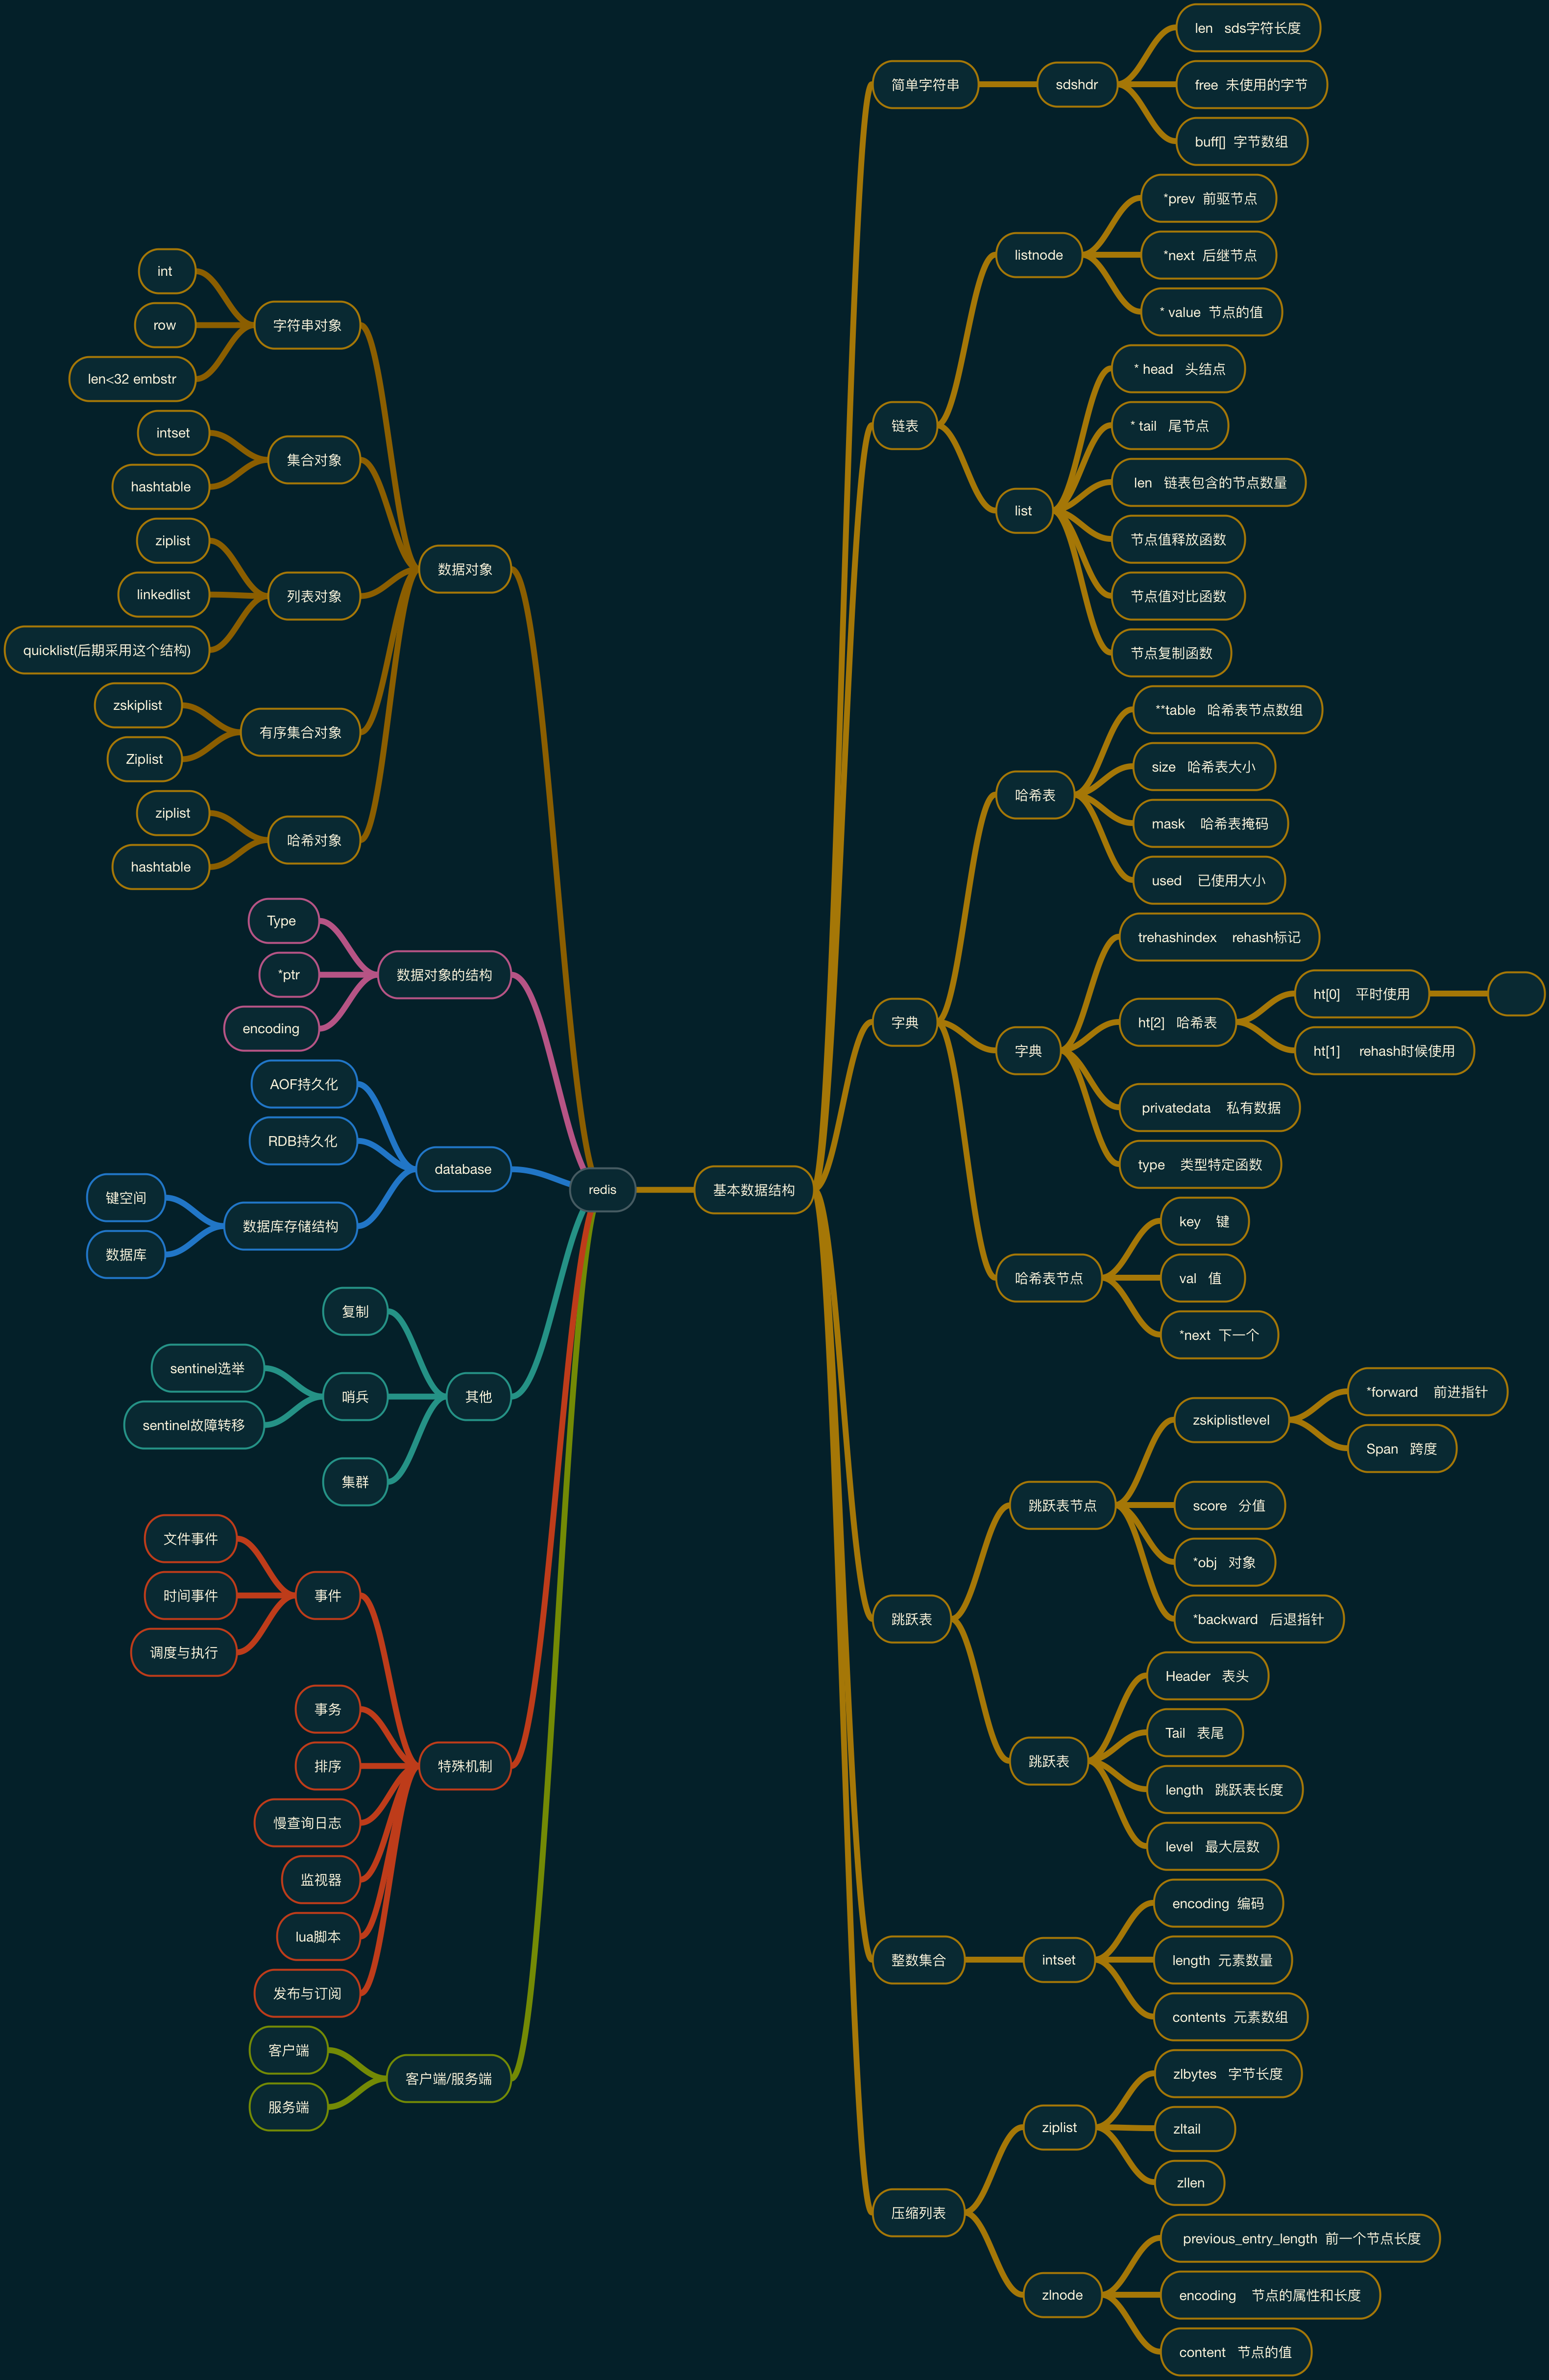 redis
基本数据结构
简单字符串
sdshdr
len sds字符长度
free 未使用的字节
buff[] 字节数组
链表
listnode
*prev 前驱节点
*next 后继节点
* value 节点的值
list
* head 头结点
* tail 尾节点
len 链表包含的节点数量
节点值释放函数
节点值对比函数
节点复制函数
字典
哈希表
**table 哈希表节点数组
size 哈希表大小
mask 哈希表掩码
used 已使用大小
字典
trehashindex rehash标记
ht[2] 哈希表
ht[0] 平时使用
ht[1] rehash时候使用
privatedata 私有数据
type 类型特定函数
哈希表节点
key 键
val 值
*next 下一个
跳跃表
跳跃表节点
zskiplistlevel
*forward 前进指针
Span 跨度
score 分值
*obj 对象
*backward 后退指针
跳跃表
Header 表头
Tail 表尾
length 跳跃表长度
level 最大层数
整数集合
intset
encoding 编码
length 元素数量
contents 元素数组
压缩列表
ziplist
zlbytes 字节长度
zltail
zllen
zlnode
previous_entry_length 前一个节点长度
encoding 节点的属性和长度
content 节点的值
数据对象
字符串对象
int
row
len<32 embstr
集合对象
intset
hashtable
列表对象
ziplist
linkedlist
quicklist(后期采用这个结构)
有序集合对象
zskiplist
Ziplist
哈希对象
ziplist
hashtable
数据对象的结构
Type
*ptr
encoding
database
AOF持久化
RDB持久化
数据库存储结构
键空间
数据库
其他
复制
哨兵
sentinel选举
sentinel故障转移
集群
特殊机制
事件
文件事件
时间事件
调度与执行
事务
排序
慢查询日志
监视器
lua脚本
发布与订阅
客户端/服务端
客户端
服务端